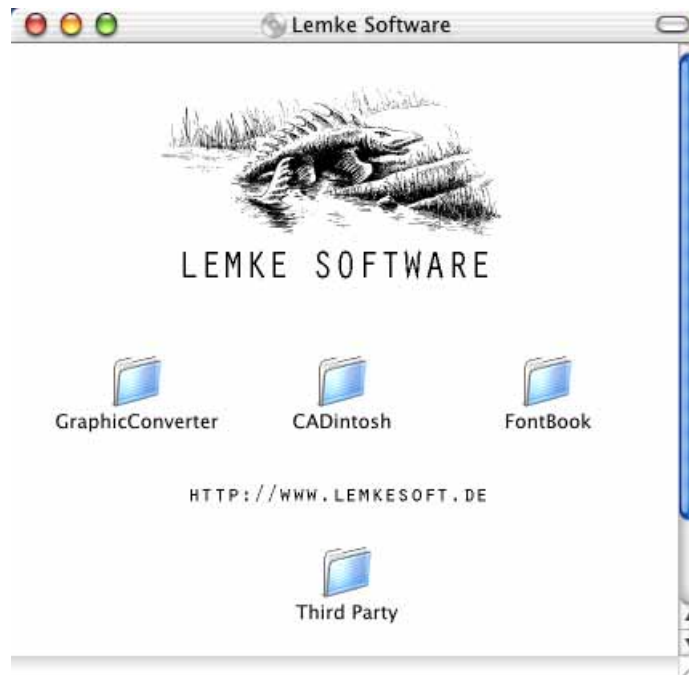 Lemke Software
LEMKE SOFTWARE
GraphicConverter CADintosh FontBook
HTTP://WWW.LEMKESOFT.DE
Third Party